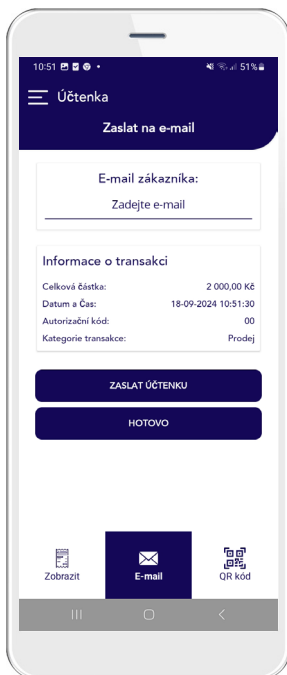 10:51 51%
Účtenka
Zaslat na e-mail
E-mail zákazníka:
Zadejte e-mail
Informace o transakci
Celková částka: 2 000,00 Kč
Datum a Čas: 18-09-2024 10:51:30
Autorizační kód: 00
Kategorie transakce: Prodej
ZASLAT ÚČTENKU
HOTOVO
Zobrazit E-mail QR kód